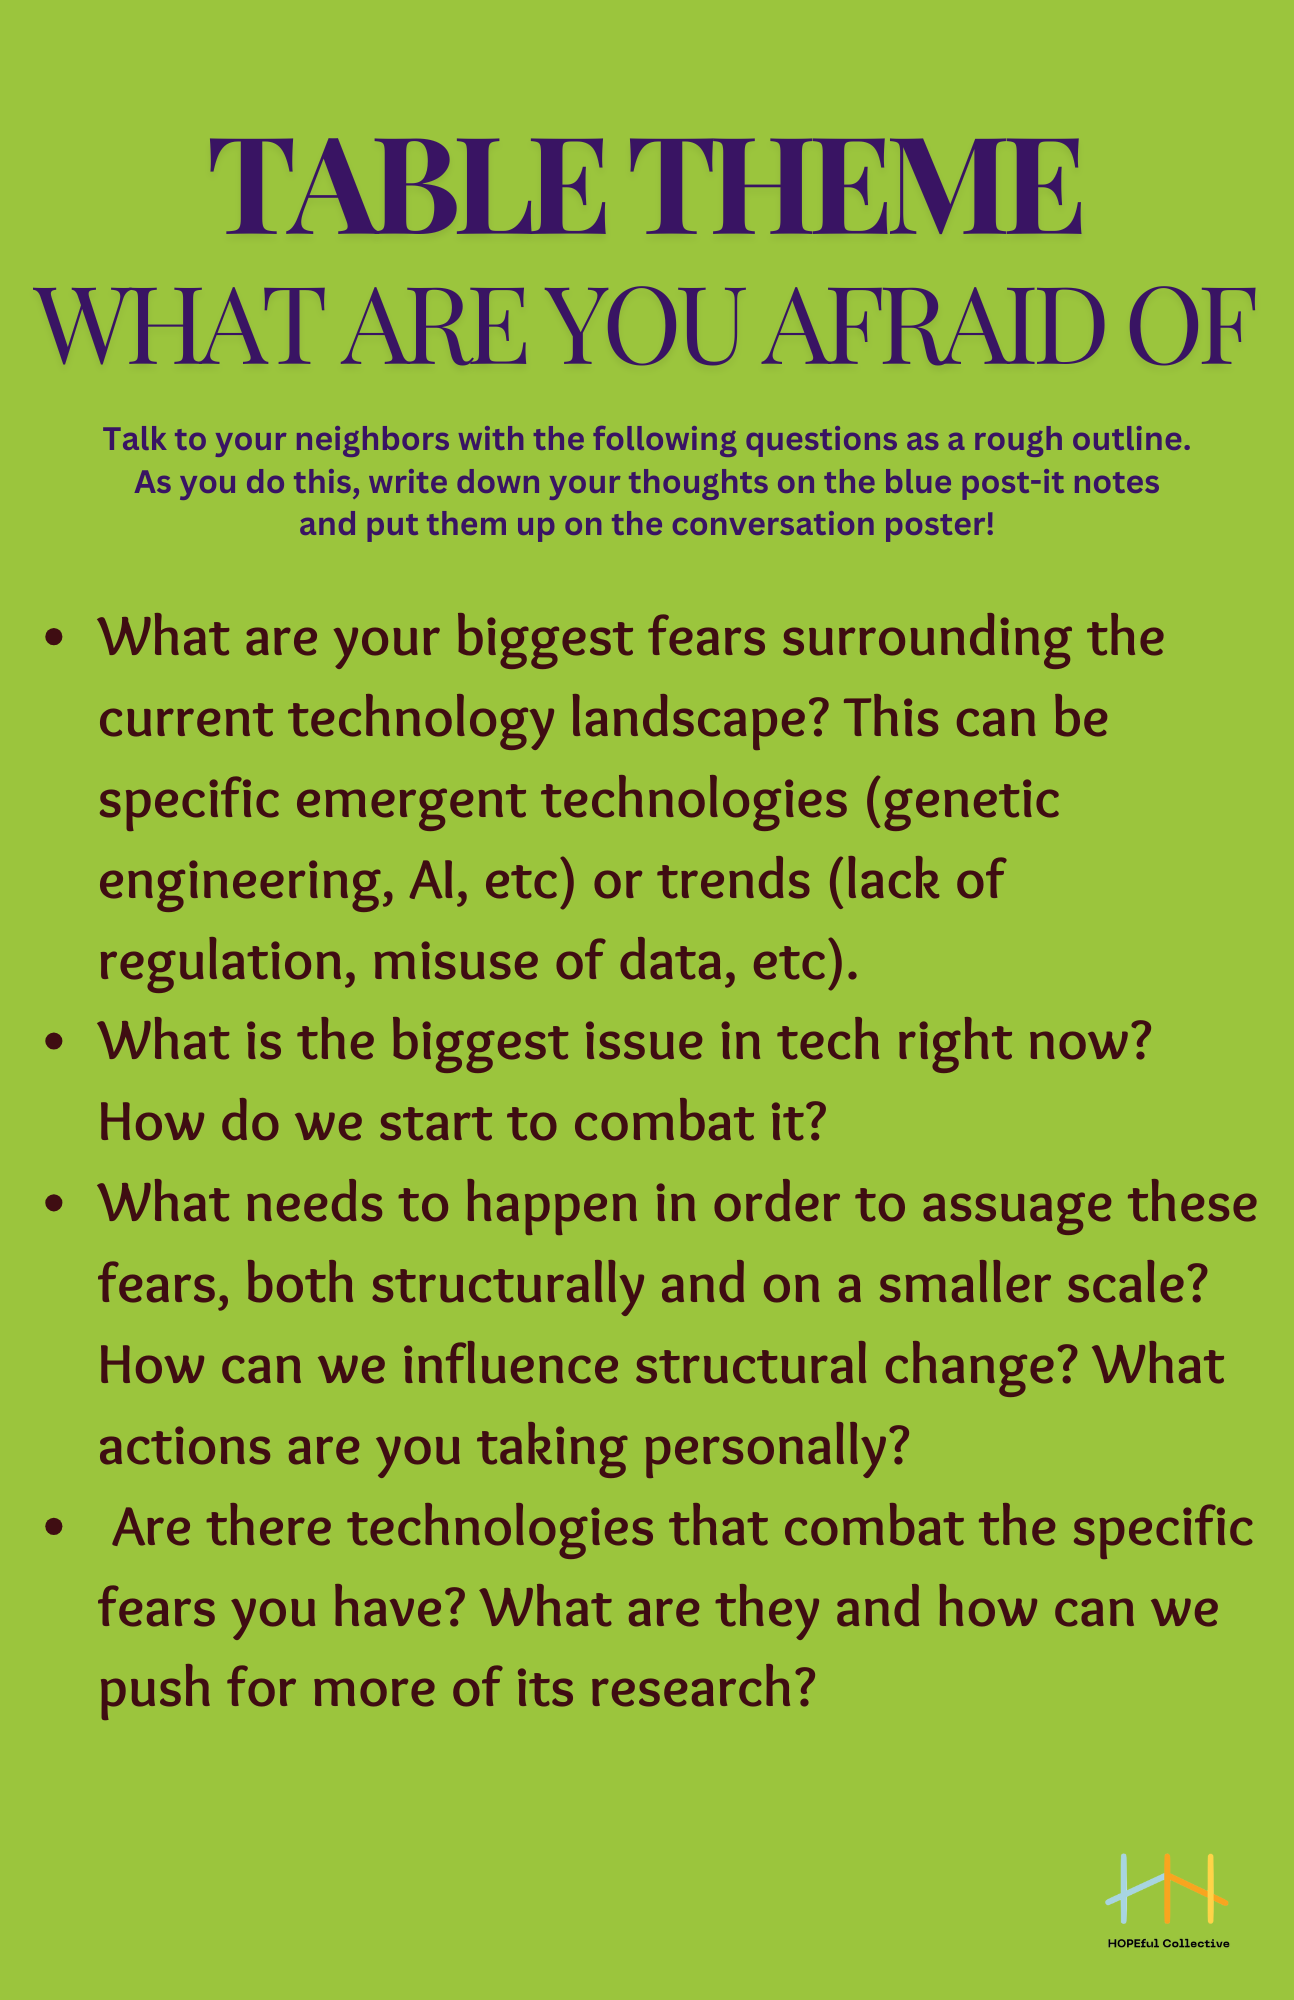 TABLE THEME
WHAT ARE YOU AFRAID OF
Talk to your neighbors with the following questions as a rough outline.
As you do this, write down your thoughts on the blue post-it notes
and put them up on the conversation poster!
• What are your biggest fears surrounding the
current technology landscape? This can be
specific emergent technologies (genetic
engineering, AI, etc) or trends (lack of
regulation, misuse of data, etc).
• What is the biggest issue in tech right now?
How do we start to combat it?
• What needs to happen in order to assuage these
fears, both structurally and on a smaller scale?
How can we influence structural change? What
actions are you taking personally?
• Are there technologies that combat the specific
fears you have? What are they and how can we
push for more of its research?
HOPEful Collective